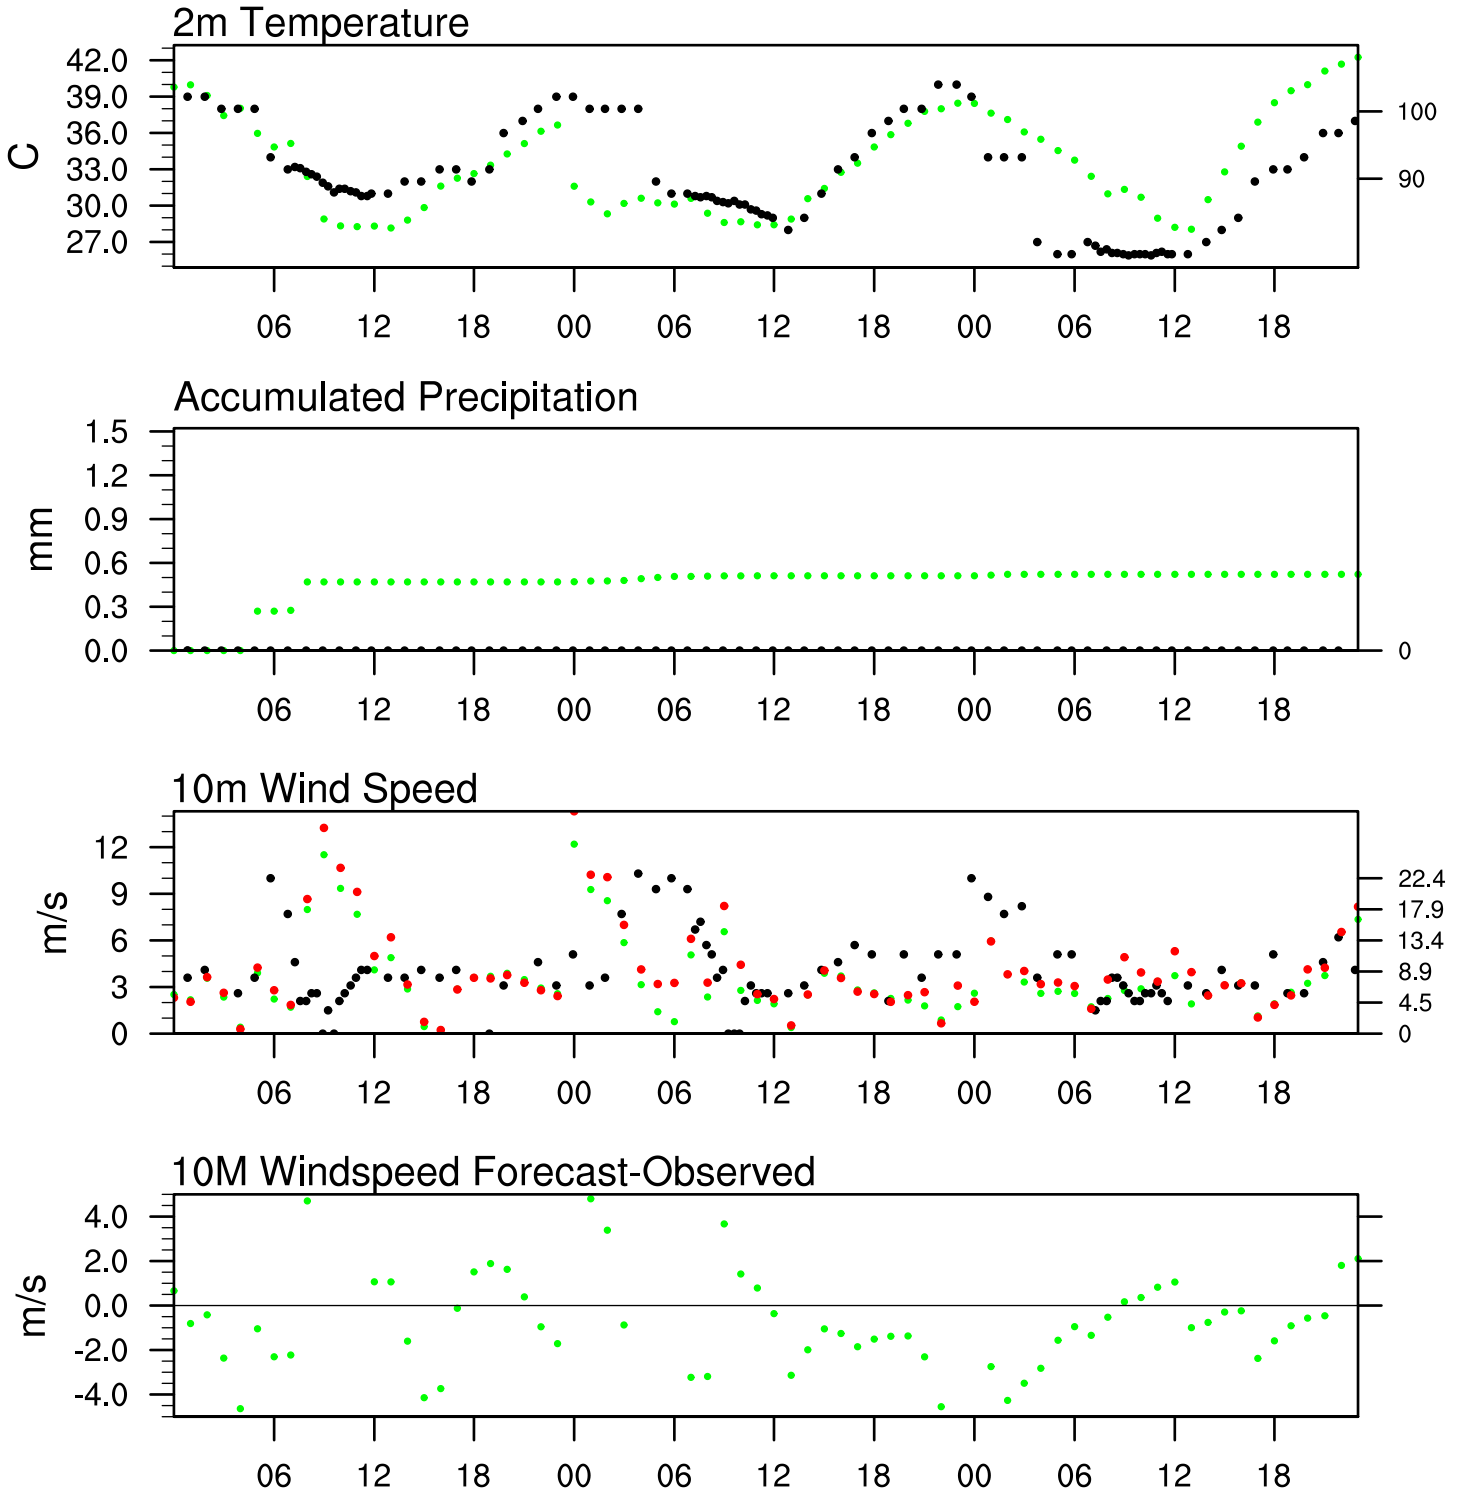 2m Temperature
42.0
39.0
36.0
33.0
30.0
27.0
C
100
90
06 12 18 00 06 12 18 00 06 12 18
Accumulated Precipitation
1.5
1.2
0.9
0.6
0.3
0.0
mm
0
06 12 18 00 06 12 18 00 06 12 18
10m Wind Speed
12
9
6
3
0
m/s
22.4
17.9
13.4
8.9
4.5
0
06 12 18 00 06 12 18 00 06 12 18
10M Windspeed Forecast-Observed
4.0
2.0
0.0
-2.0
-4.0
m/s
06 12 18 00 06 12 18 00 06 12 18